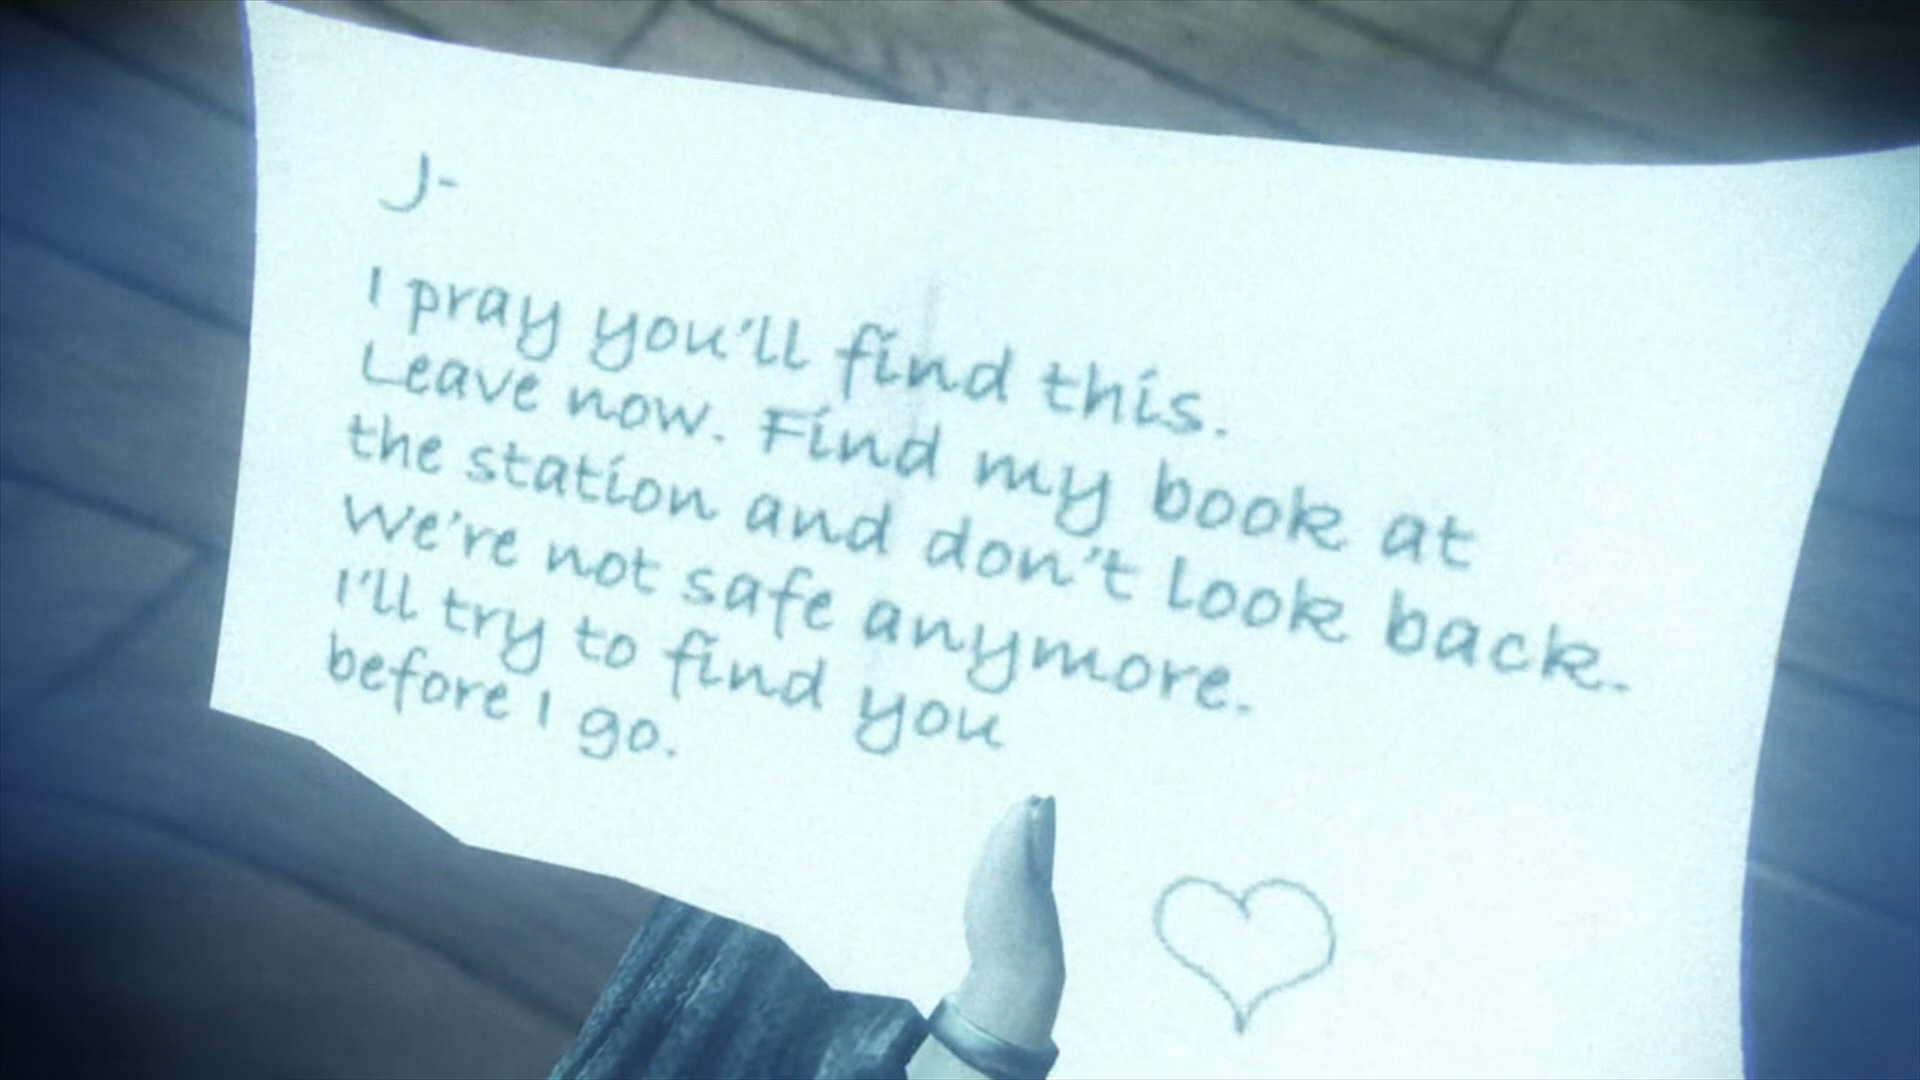 J-
I pray you'll find this.
Leave now. Find my book at
the station and don't look back.
We're not safe anymore.
I'll try to find you
before I go.